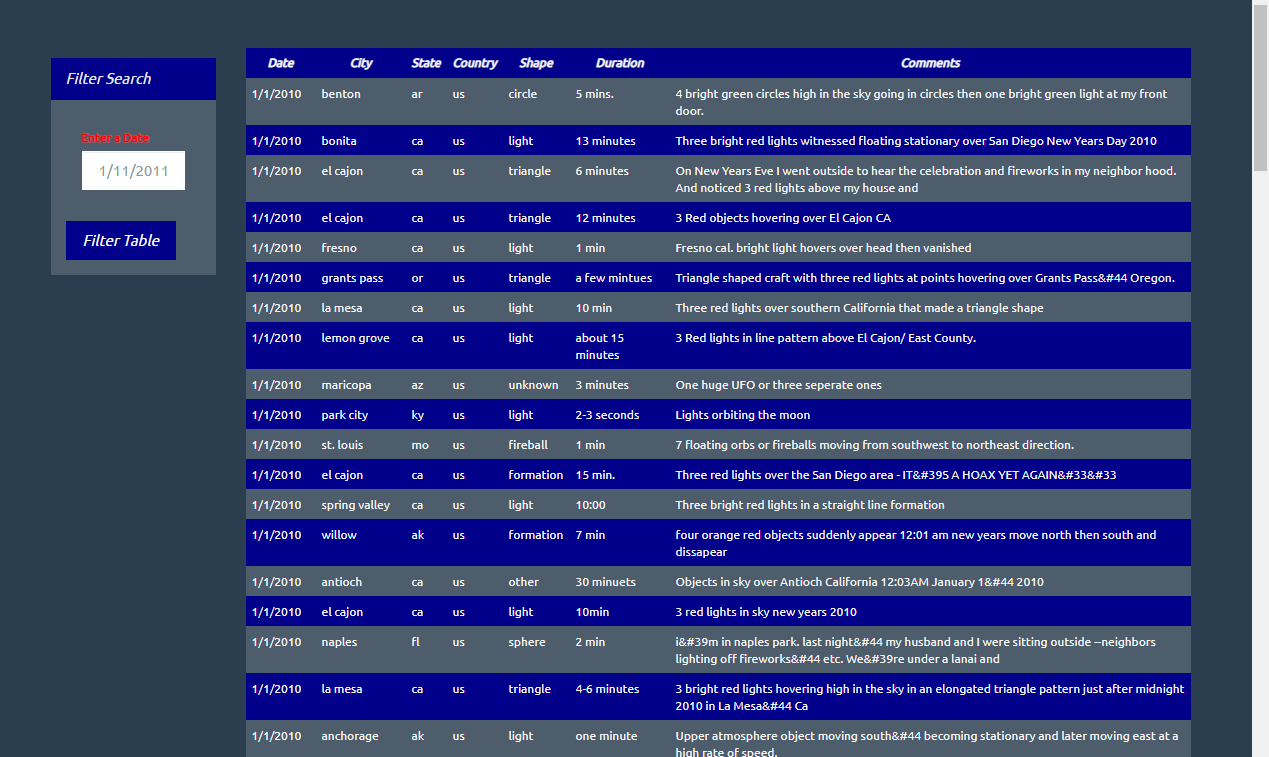 Filter Search
Enter a Date
1/11/2011
Filter Table
Date City State Country Shape Duration Comments
1/1/2010 benton ar us circle 5 mins. 4 bright green circles high in the sky going in circles then one bright green light at my front
door.
1/1/2010 bonita ca us light 13 minutes Three bright red lights witnessed floating stationary over San Diego New Years Day 2010
1/1/2010 el cajon ca us triangle 6 minutes On New Years Eve I went outside to hear the celebration and fireworks in my neighbor hood.
And noticed 3 red lights above my house and
1/1/2010 el cajon ca us triangle 12 minutes 3 Red objects hovering over El Cajon CA
1/1/2010 fresno ca us light 1 min Fresno cal. bright light hovers over head then vanished
1/1/2010 grants pass or us triangle a few mintues Triangle shaped craft with three red lights at points hovering over Grants Pass&#44 Oregon.
1/1/2010 la mesa ca us light 10 min Three red lights over southern California that made a triangle shape
1/1/2010 lemon grove ca us light about 15 3 Red lights in line pattern above El Cajon/ East County.
minutes
1/1/2010 maricopa az us unknown 3 minutes One huge UFO or three seperate ones
1/1/2010 park city ky us light 2-3 seconds Lights orbiting the moon
1/1/2010 st. louis mo us fireball 1 min 7 floating orbs or fireballs moving from southwest to northeast direction.
1/1/2010 el cajon ca us formation 15 min. Three red lights over the San Diego area - IT&#39S A HOAX YET AGAIN&#33&#33
1/1/2010 spring valley ca us light 10:00 Three bright red lights in a straight line formation
1/1/2010 willow ak us formation 7 min four orange red objects suddenly appear 12:01 am new years move north then south and
dissapear
1/1/2010 antioch ca us other 30 minuets Objects in sky over Antioch California 12:03AM January 1&#44 2010
1/1/2010 el cajon ca us light 10min 3 red lights in sky new years 2010
1/1/2010 naples fl us sphere 2 min i&#39m in naples park. last night&#44 my husband and I were sitting outside --neighbors
lighting off fireworks&#44 etc. We&#39re under a lanai and
1/1/2010 la mesa ca us triangle 4-6 minutes 3 bright red lights hovering high in the sky in an elongated triangle pattern just after midnight
2010 in La Mesa&#44 Ca
1/1/2010 anchorage ak us light one minute Upper atmosphere object moving south&#44 becoming stationary and later moving east at a
high rate of speed.